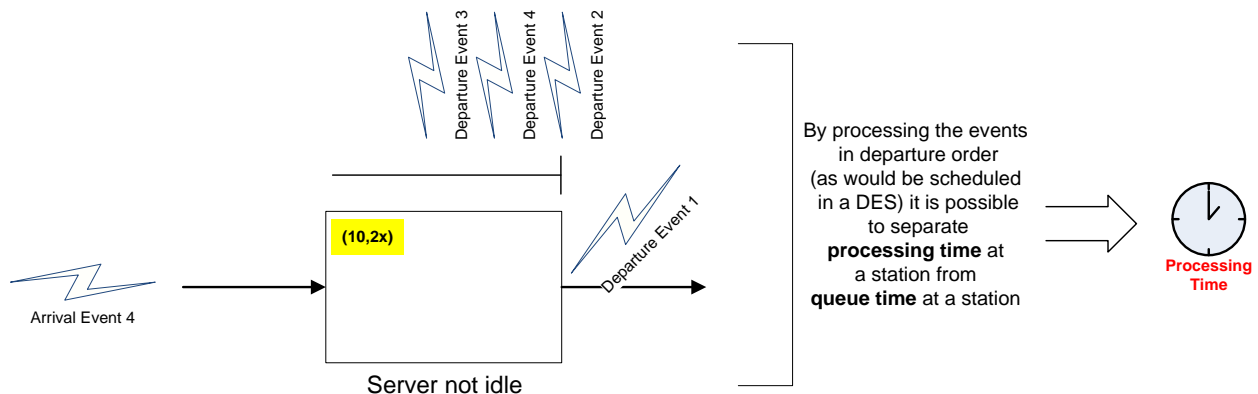 Departure Event 3
Departure Event 4
Departure Event 2
Departure Event 1
(10,2x)
Arrival Event 4
Server not idle
By processing the events
in departure order
(as would be scheduled
in a DES) it is possible
to separate
processing time at
a station from
queue time at a station
Processing
Time